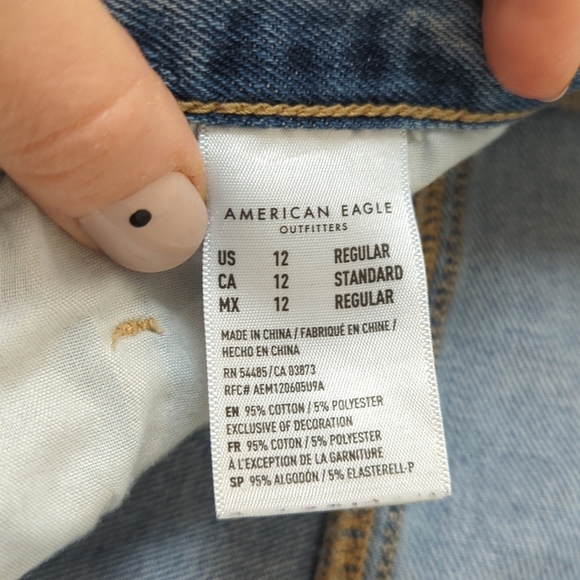 AMERICAN EAGLE
OUTFITTERS
US 12 REGULAR
CA 12 STANDARD
MX 12 REGULAR
MADE IN CHINA / FABRIQUÉ EN CHINE /
HECHO EN CHINA
RN 54485/CA 03873
RFC# AEM120605U9A
EN 95% COTTON / 5% POLYESTER
EXCLUSIVE OF DECORATION
FR 95% COTON / 5% POLYESTER
À L'EXCEPTION DE LA GARNITURE
SP 95% ALGODÓN / 5% ELASTERELL-P